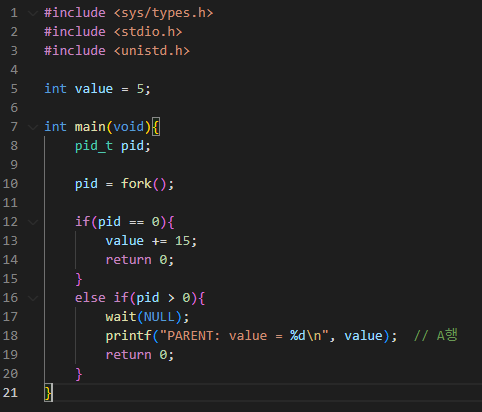 1 #include <sys/types.h>
2 #include <stdio.h>
3 #include <unistd.h>
4
5 int value = 5;
6
7 int main(void){
8     pid_t pid;
9
10     pid = fork();
11
12     if(pid == 0){
13         value += 15;
14         return 0;
15     }
16     else if(pid > 0){
17         wait(NULL);
18         printf("PARENT: value = %d\n", value);  // A행
19         return 0;
20     }
21 }